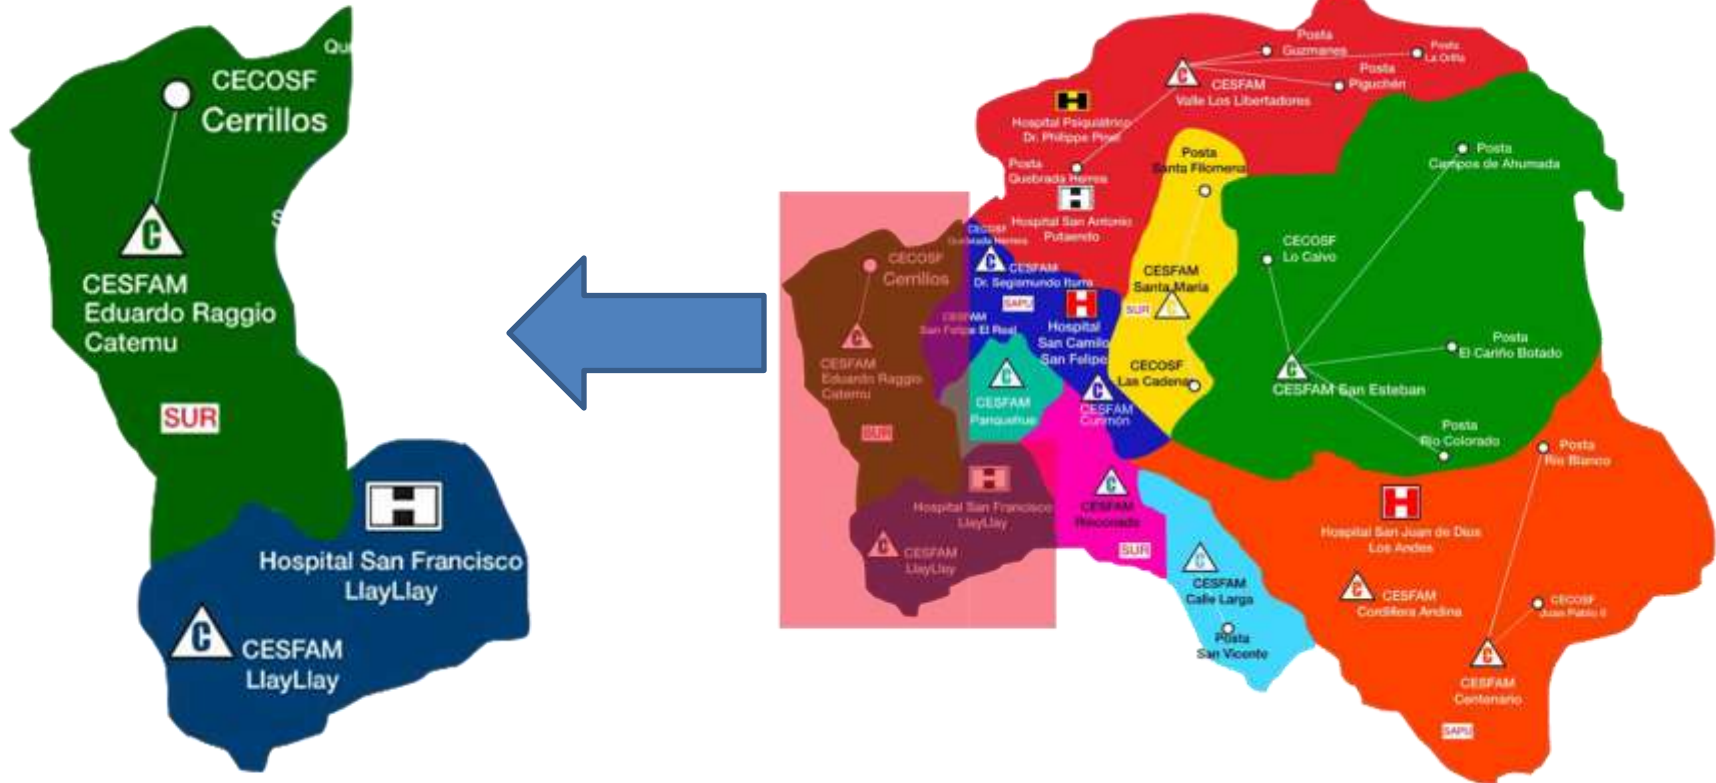 Qu
CECOSF
Cerrillos
S
C
CESFAM
Eduardo Raggio
Catemu
SUR
H
Hospital San Francisco
LlayLlay
C
CESFAM
LlayLlay
Posta
Guzmanes
Posta
La Orilla
Posta
Piguchén
C
CESFAM
Valle Los Libertadores
H
Hospital Psiquiátrico
Dr. Philippe Pinel
Posta
Quebrada Herrera
H
Hospital San Antonio
Putaendo
Posta
Santa Filomena
Posta
Campos de Ahumada
CECOSF
Lo Calvo
CECOSF
Cerrillos
CECOSF
C
CESFAM
Dr. Segismundo Iturra
SAPU
CESFAM
San Felipe El Real
H
Hospital
San Camilo
San Felipe
CESFAM
Santa Maria
SUR
C
CECOSF
Las Cadenas
C
CESFAM
Eduardo Raggio
Catemu
SUR
C
CESFAM
Panquehue
C
CESFAM
Curimón
Posta
El Cariño Botado
C
CESFAM San Esteban
Posta
Rio Colorado
Posta
Rio Blanco
H
Hospital San Francisco
LlayLlay
C
CESFAM
LlayLlay
C
CESFAM
Rinconada
SUR
C
CESFAM
Calle Larga
Posta
San Vicente
H
Hospital San Juan de Dios
Los Andes
C
CESFAM
Cordillera Andina
CECOSF
Juan Pablo II
C
CESFAM
Centenario
SAPU